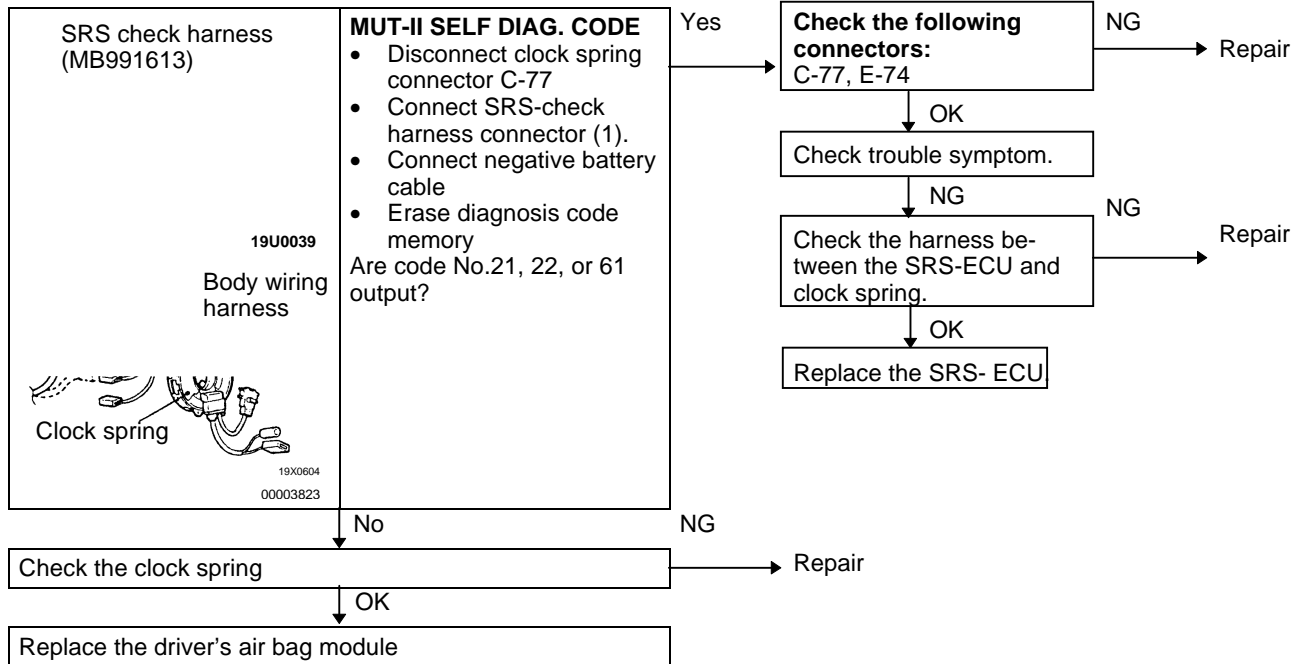 SRS check harness
(MB991613)
19U0039
Body wiring
harness
Clock spring
19X0604
00003823
MUT-II SELF DIAG. CODE
• Disconnect clock spring
connector C-77
• Connect SRS-check
harness connector (1).
• Connect negative battery
cable
• Erase diagnosis code
memory
Are code No.21, 22, or 61
output?
Yes
Check the following
connectors:
C-77, E-74
NG
Repair
OK
Check trouble symptom.
NG
Check the harness be-
tween the SRS-ECU and
clock spring.
NG
Repair
OK
Replace the SRS- ECU.
No
Check the clock spring
NG
Repair
OK
Replace the driver's air bag module